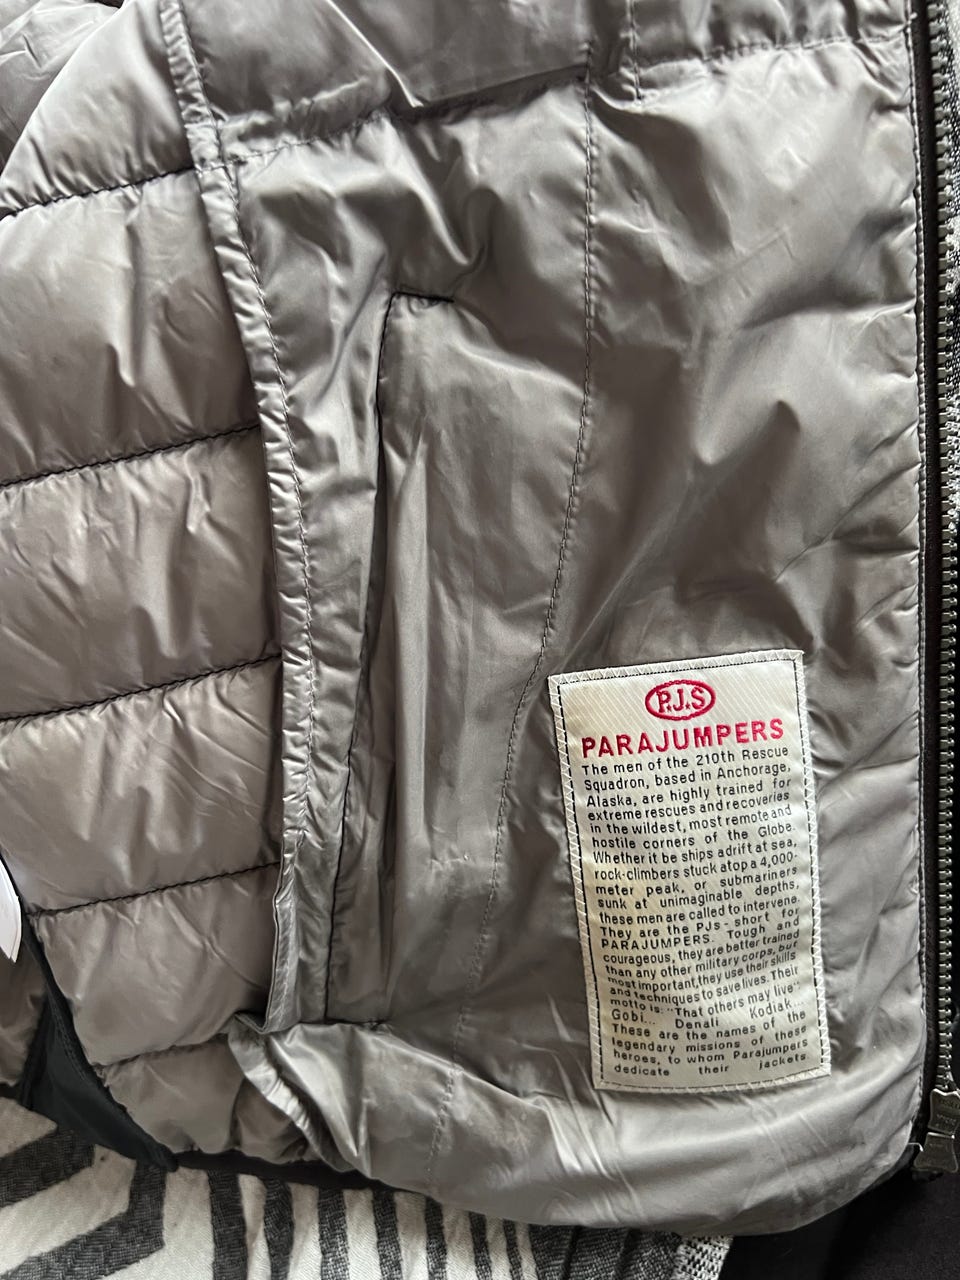 P.J.S
PARAJUMPERS
The men of the 210th Rescue
Squadron, based in Anchorage,
Alaska, are highly trained for
extreme rescues and recoveries
in the wildest, most remote and
hostile corners of the Globe.
Whether it be ships adrift at sea,
rock-climbers stuck atop a 4,000-
meter peak, or submariners
sunk at unimaginable depths,
these men are called to intervene.
They are the PJs - short for
PARAJUMPERS. Tough and
courageous, they are better trained
than any other military corps, but
most important, they use their skills
and techniques to save lives. Their
motto is: "That others may live"
Gobi... Denali Kodiak...
These are the names of the
legendary missions of these
heroes, to whom Parajumpers
dedicate their jackets.